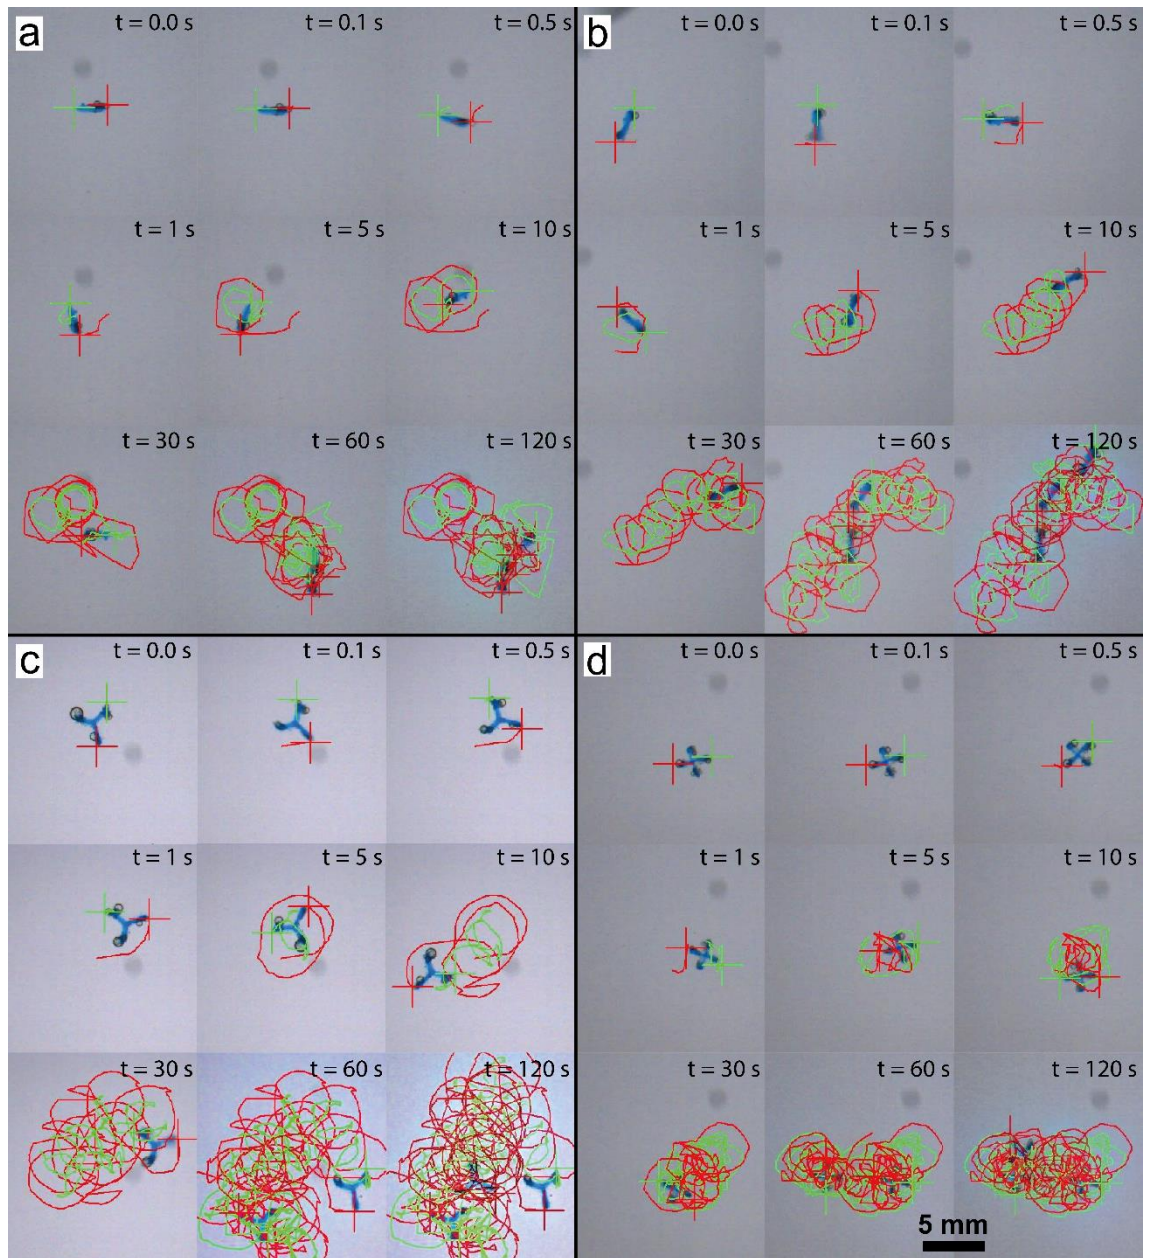 a
t = 0.0 s
t = 0.1 s
t = 0.5 s
t = 1 s
t = 5 s
t = 10 s
t = 30 s
t = 60 s
t = 120 s
b
t = 0.0 s
t = 0.1 s
t = 0.5 s
t = 1 s
t = 5 s
t = 10 s
t = 30 s
t = 60 s
t = 120 s
c
t = 0.0 s
t = 0.1 s
t = 0.5 s
t = 1 s
t = 5 s
t = 10 s
t = 30 s
t = 60 s
t = 120 s
d
t = 0.0 s
t = 0.1 s
t = 0.5 s
t = 1 s
t = 5 s
t = 10 s
t = 30 s
t = 60 s
t = 120 s
5 mm